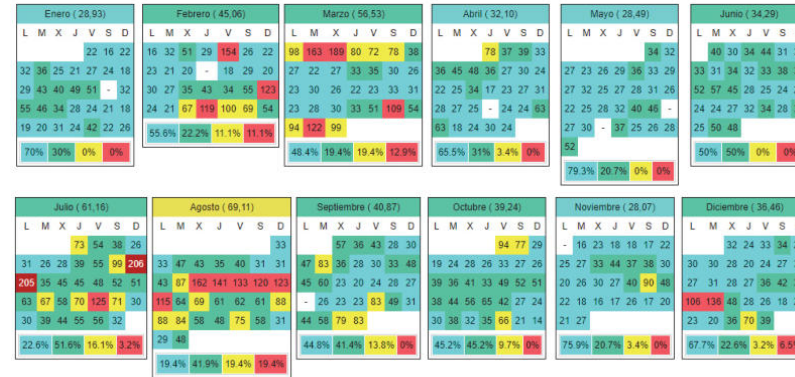 Enero ( 28,93)
L M X J V S D
22 16 22
32 36 25 21 27 24 18
29 43 40 49 51 - 32
55 46 34 28 24 21 18
19 20 31 24 42 22 26
70% 30% 0% 0%
Febrero ( 45,06)
L M X J V S D
16 32 51 29 154 26 22
23 21 20 - 18 29 20
30 27 35 43 34 55 123
24 21 67 119 100 69 54
55.6% 22.2% 11.1% 11.1%
Marzo ( 56,53)
L M X J V S D
98 163 189 80 72 78 38
27 22 27 33 35 30 26
23 30 26 22 23 33 31
23 28 30 33 51 109 54
94 122 99
48.4% 19.4% 19.4% 12.9%
Abril ( 32,10)
L M X J V S D
78 37 39 33
36 45 48 36 27 30 24
22 25 34 17 23 27 31
28 27 25 - 24 24 63
63 18 24 30 24
65.5% 31% 3.4% 0%
Mayo ( 28,49)
L M X J V S D
34 32
27 23 26 29 36 33 29
27 32 25 27 28 31 26
22 25 28 32 40 46 -
27 30 - 37 25 26 28
52
79.3% 20.7% 0% 0%
Junio ( 34,29)
L M X J V S
40 30 34 44 31
33 31 34 32 33 38
52 57 45 28 25 24
24 24 27 32 34 28
25 50 48
50% 50% 0% 0%
Julio ( 61,16)
L M X J V S D
73 54 38 26
31 26 28 39 55 99 206
205 35 45 45 48 52 51
63 67 58 70 125 71 30
30 39 44 55 56 32
22.6% 51.6% 16.1% 3.2%
Agosto ( 69,11)
L M X J V S D
33
33 47 43 35 40 31 31
43 87 162 141 133 120 123
115 64 69 61 62 61 88
88 84 58 48 75 58 31
29 48
19.4% 41.9% 19.4% 19.4%
Septiembre ( 40,87)
L M X J V S D
57 36 43 28 30
47 83 36 28 30 33 48
45 60 23 20 24 28 27
- 26 23 23 83 49 31
44 58 79 83
44.8% 41.4% 13.8% 0%
Octubre ( 39,24)
L M X J V S D
94 77 29
19 24 28 26 33 27 26
39 36 41 33 49 52 51
38 44 56 65 42 27 24
30 38 32 35 66 21 14
45.2% 45.2% 9.7% 0%
Noviembre ( 28,07)
L M X J V S D
- 16 23 18 18 17 22
25 27 33 44 37 38 30
20 26 30 27 40 90 48
22 18 16 17 26 17 20
21 27
75.9% 20.7% 3.4% 0%
Diciembre ( 36,46)
L M X J V S
32 24 33 34
30 30 20 28 24 23
27 31 28 27 36 42
106 136 48 28 26 18
23 20 36 70 39
67.7% 22.6% 3.2% 6.5%